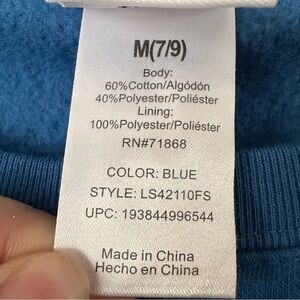 M(7/9)
Body:
60%Cotton/Algódón
40%Polyester/Poliéster
Lining:
100%Polyester/Poliéster
RN#71868
COLOR: BLUE
STYLE: LS42110FS
UPC: 193844996544
Made in China
Hecho en China